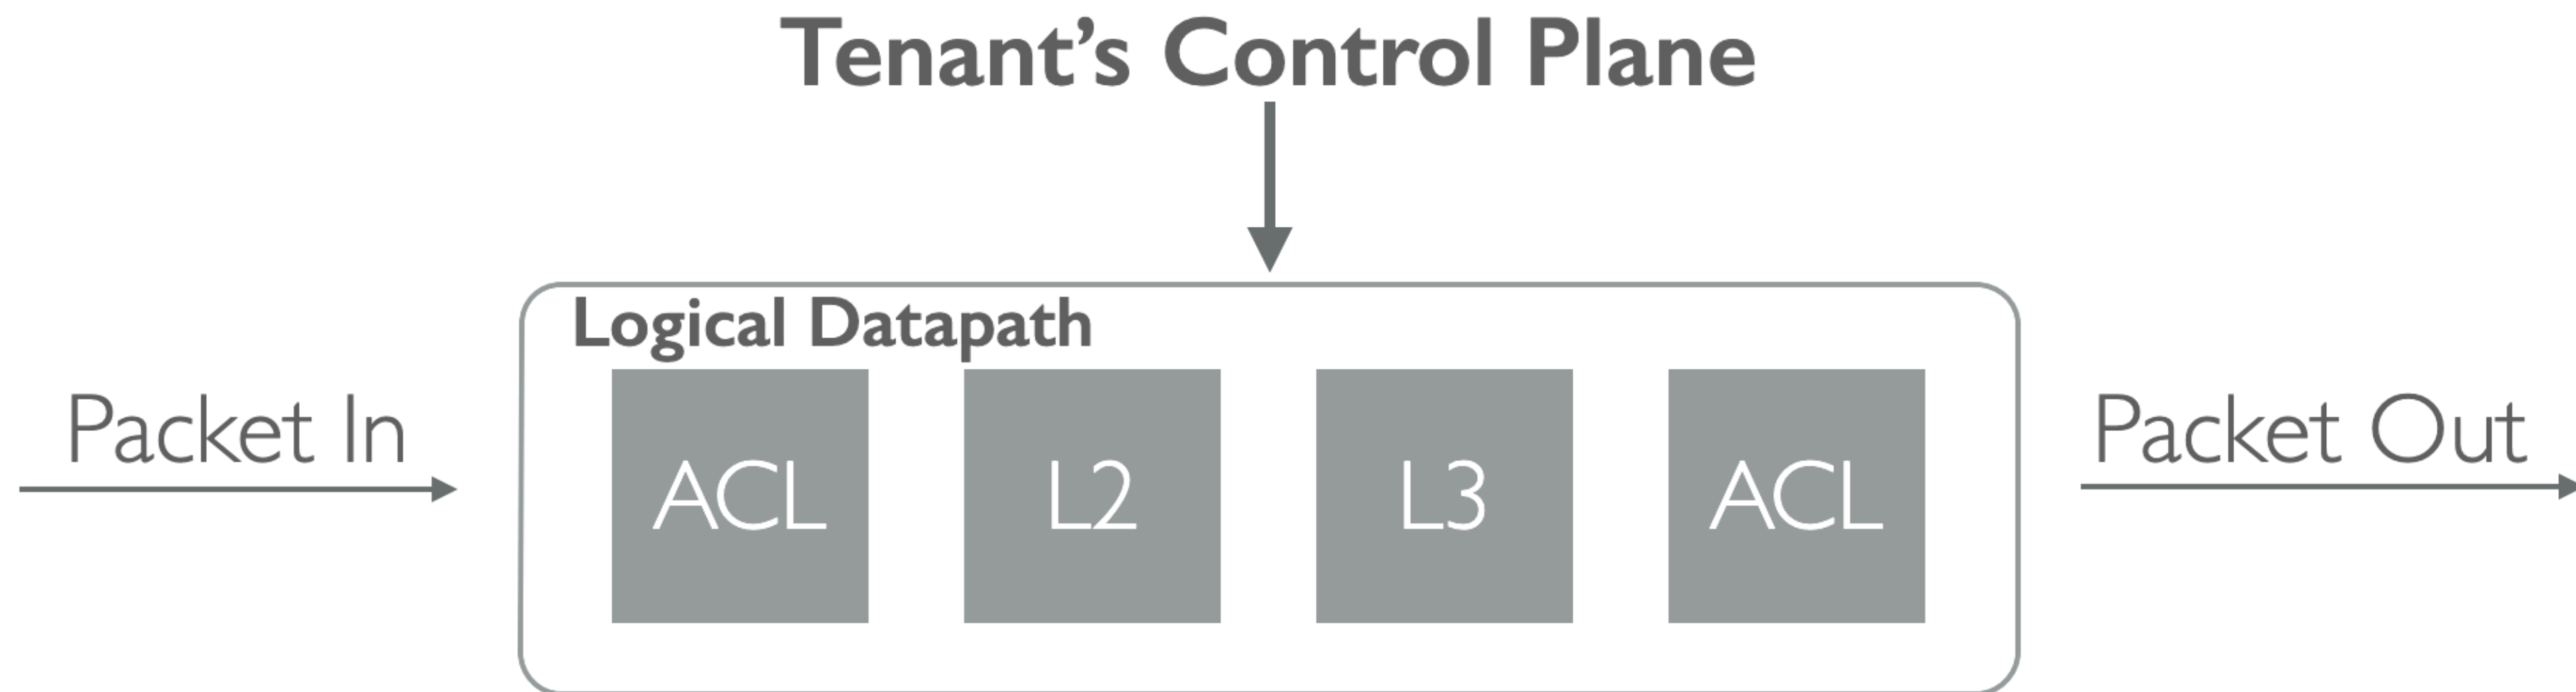 Tenant’s Control Plane
Logical Datapath
Packet In
ACL
L2
L3
ACL
Packet Out